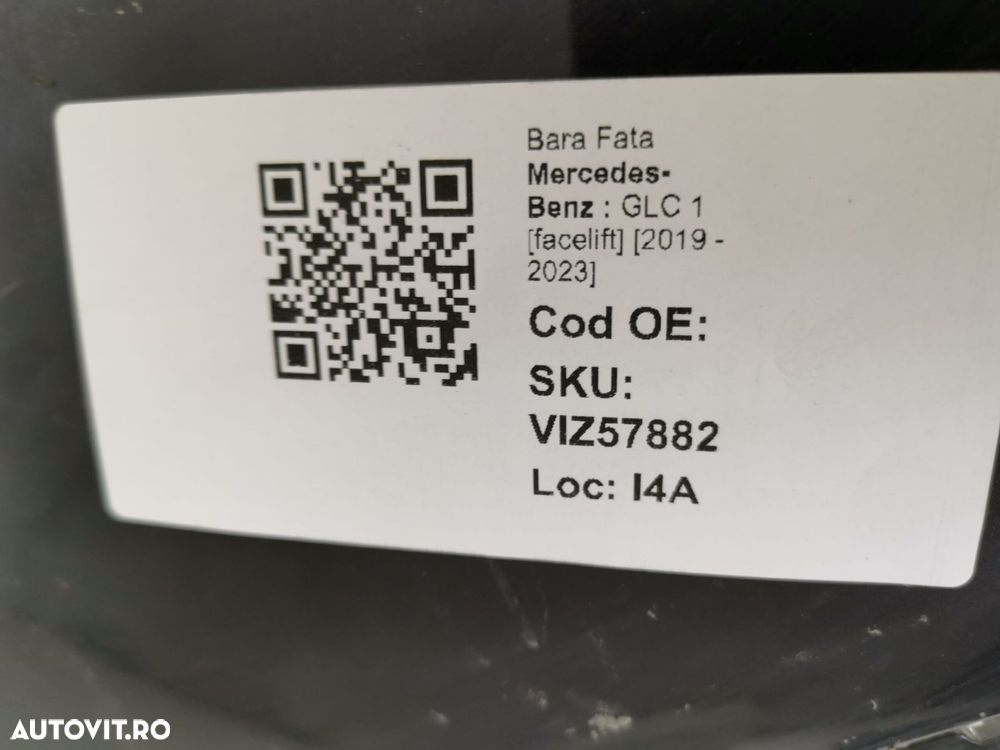 Bara Fata
Mercedes-
Benz : GLC 1
[facelift] [2019 -
2023]
Cod OE:
SKU:
VIZ57882
Loc: I4A
AUTOVIT.RO